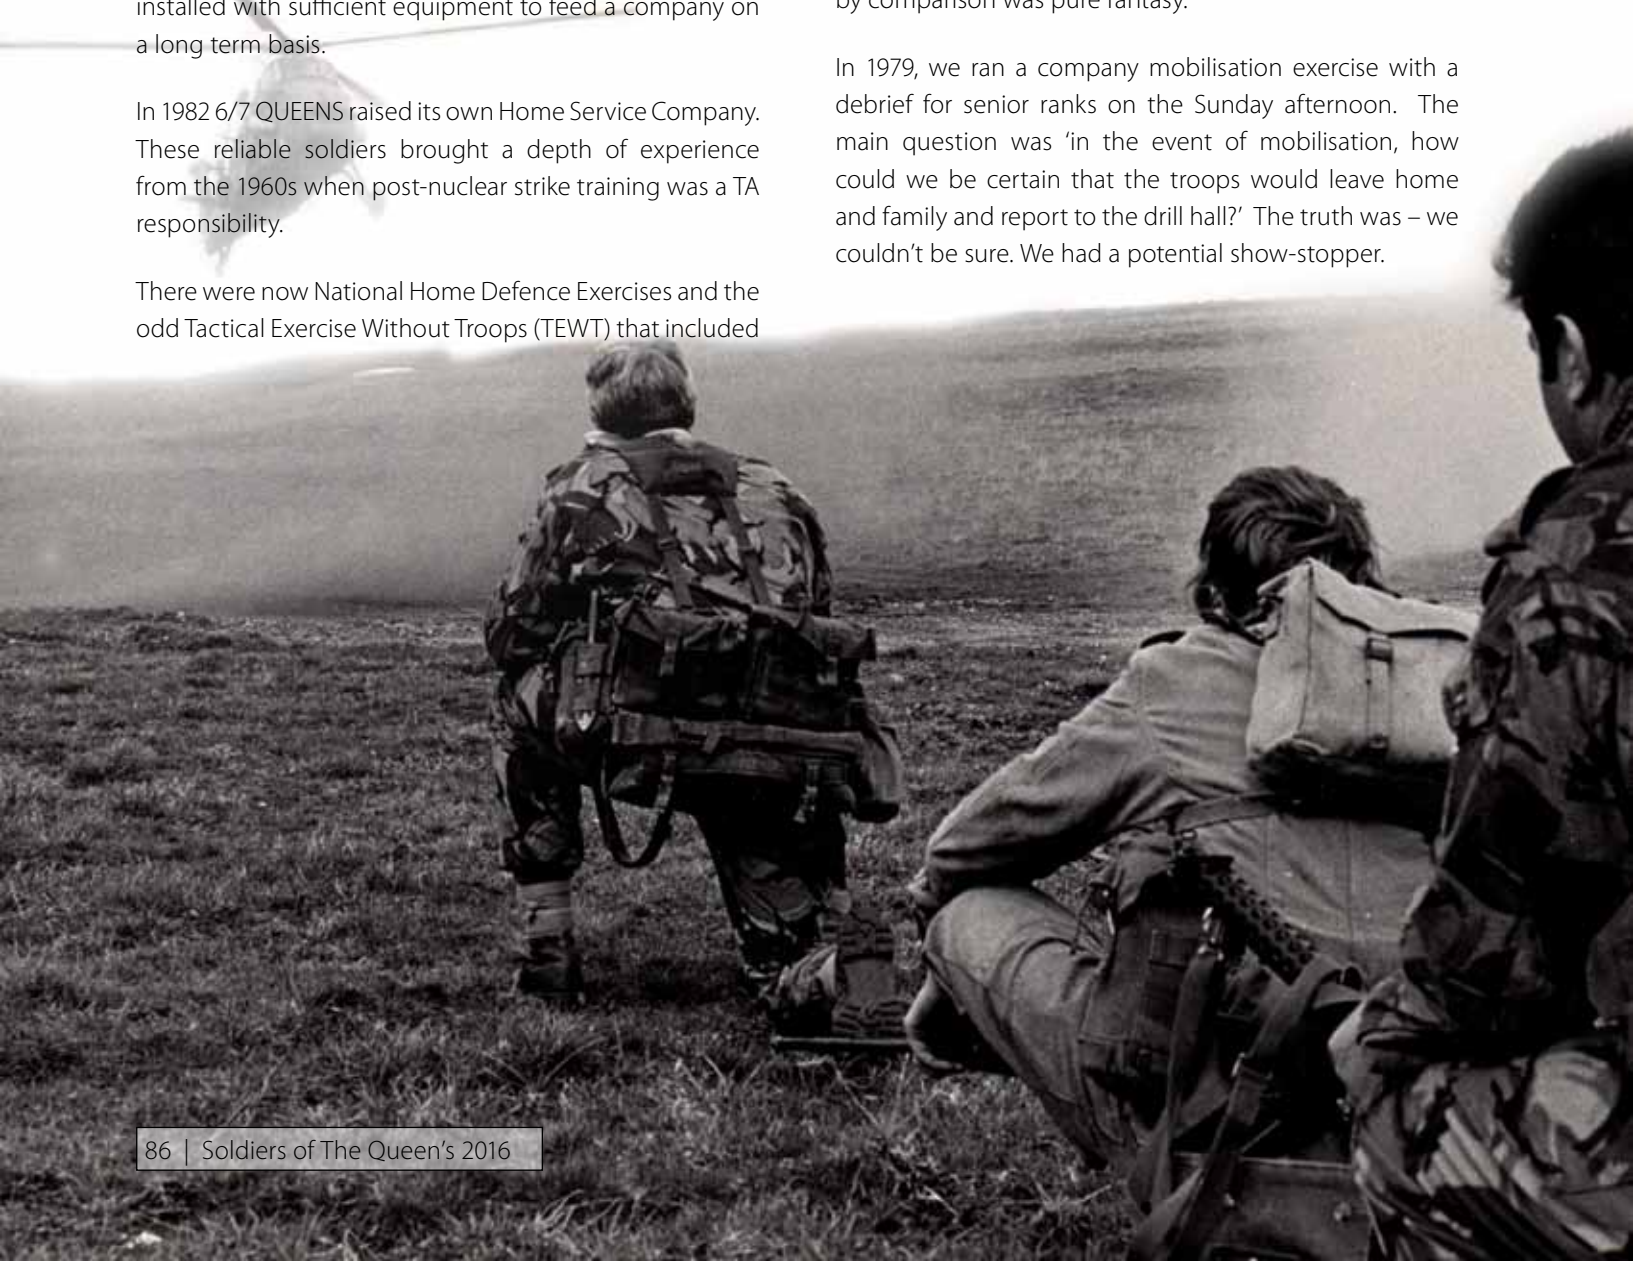 installed with sufficient equipment to feed a company on
a long term basis.
In 1982 6/7 QUEENS raised its own Home Service Company.
These reliable soldiers brought a depth of experience
from the 1960s when post-nuclear strike training was a TA
responsibility.
There were now National Home Defence Exercises and the
odd Tactical Exercise Without Troops (TEWT) that included
by comparison was pure fantasy.
In 1979, we ran a company mobilisation exercise with a
debrief for senior ranks on the Sunday afternoon. The
main question was ‘in the event of mobilisation, how
could we be certain that the troops would leave home
and family and report to the drill hall?’ The truth was – we
couldn’t be sure. We had a potential show-stopper.
86 | Soldiers of The Queen’s 2016